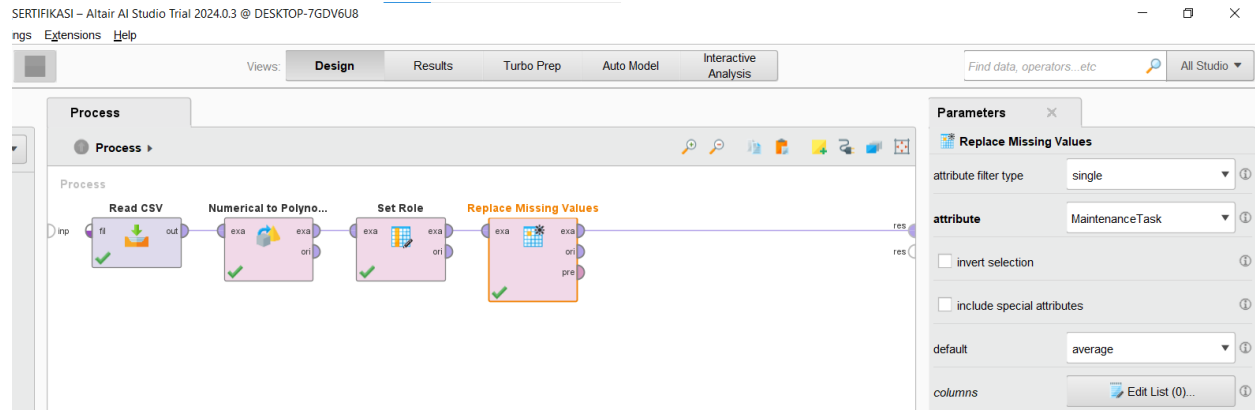 SERTIFIKASI – Altair AI Studio Trial 2024.0.3 @ DESKTOP-7GDV6U8
ngs Extensions Help
Views: Design Results Turbo Prep Auto Model Interactive Analysis
Find data, operators...etc All Studio
Process
Process
Process
Read CSV
inp fil out
Numerical to Polyno...
exa exa
ori
Set Role
exa exa
ori
Replace Missing Values
exa exa
ori
pre
res
res
Parameters
Replace Missing Values
attribute filter type single
attribute MaintenanceTask
invert selection
include special attributes
default average
columns Edit List (0)...